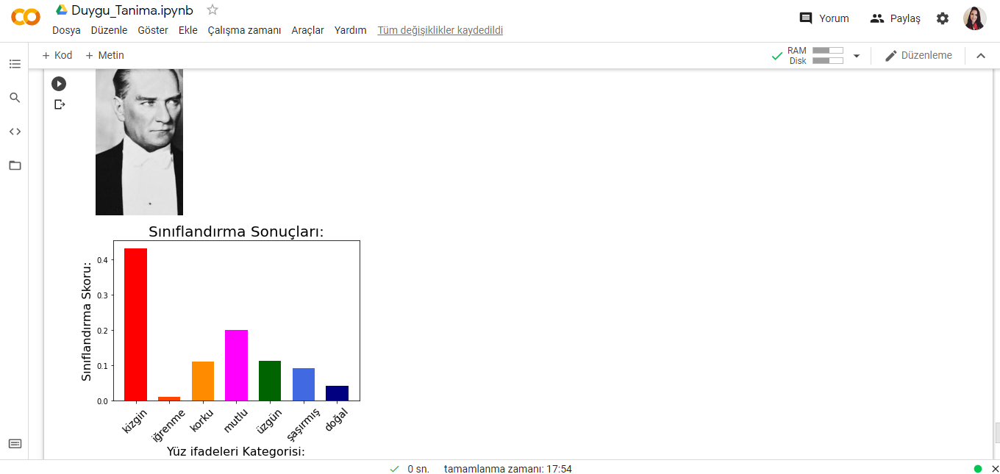 Duygu_Tanima.ipynb
Yorum Paylaş
Dosya Düzenle Göster Ekle Çalışma zamanı Araçlar Yardım Tüm değişiklikler kaydedildi
+ Kod + Metin
RAM
Disk
Düzenleme
Sınıflandırma Sonuçları:
Sınıflandırma Skoru:
0.4
0.3
0.2
0.1
0.0
kizgin iğrenme korku mutlu üzgün şaşırmış doğal
Yüz ifadeleri Kategorisi:
0 sn. tamamlanma zamanı: 17:54